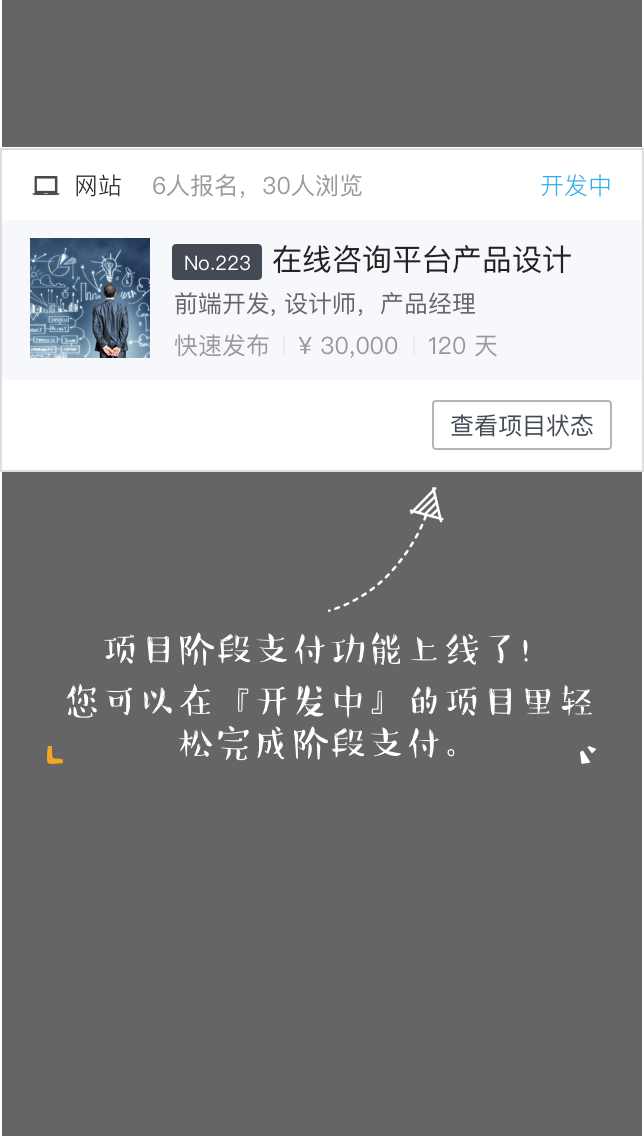 网站 6人报名，30人浏览 开发中
No.223 在线咨询平台产品设计
前端开发, 设计师，产品经理
快速发布 ¥ 30,000 120 天
查看项目状态
项目阶段支付功能上线了!
您可以在『开发中』的项目里轻
松完成阶段支付。